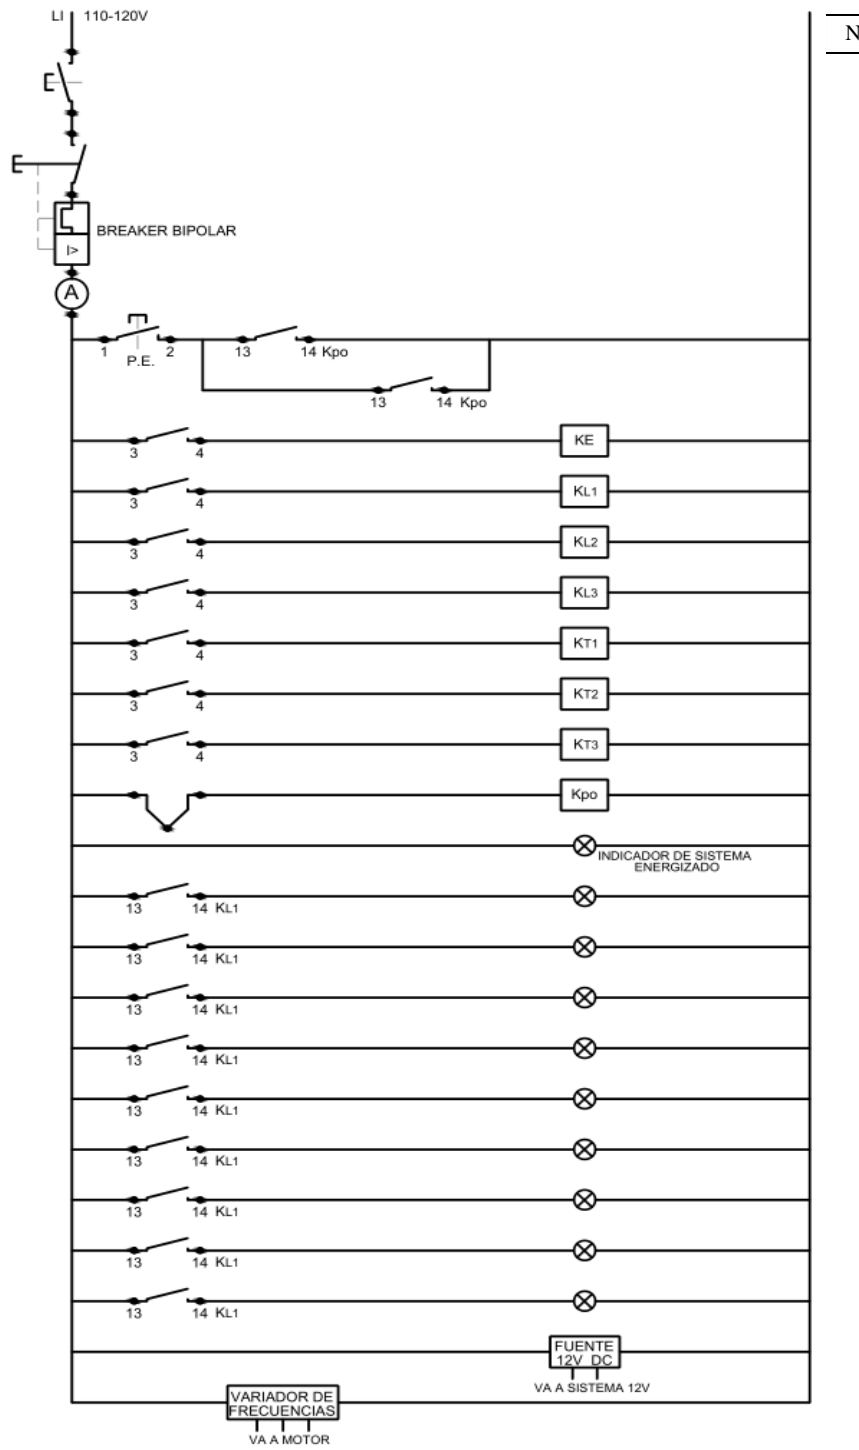 LI 110-120V
N
BREAKER BIPOLAR
I>
A
1 P.E. 2 13 14 Kpo
13 14 Kpo
3 4 KE
3 4 KL1
3 4 KL2
3 4 KL3
3 4 KT1
3 4 KT2
3 4 KT3
Kpo
INDICADOR DE SISTEMA
ENERGIZADO
13 14 KL1
13 14 KL1
13 14 KL1
13 14 KL1
13 14 KL1
13 14 KL1
13 14 KL1
13 14 KL1
13 14 KL1
FUENTE
12V DC
VA A SISTEMA 12V
VARIADOR DE
FRECUENCIAS
VA A MOTOR